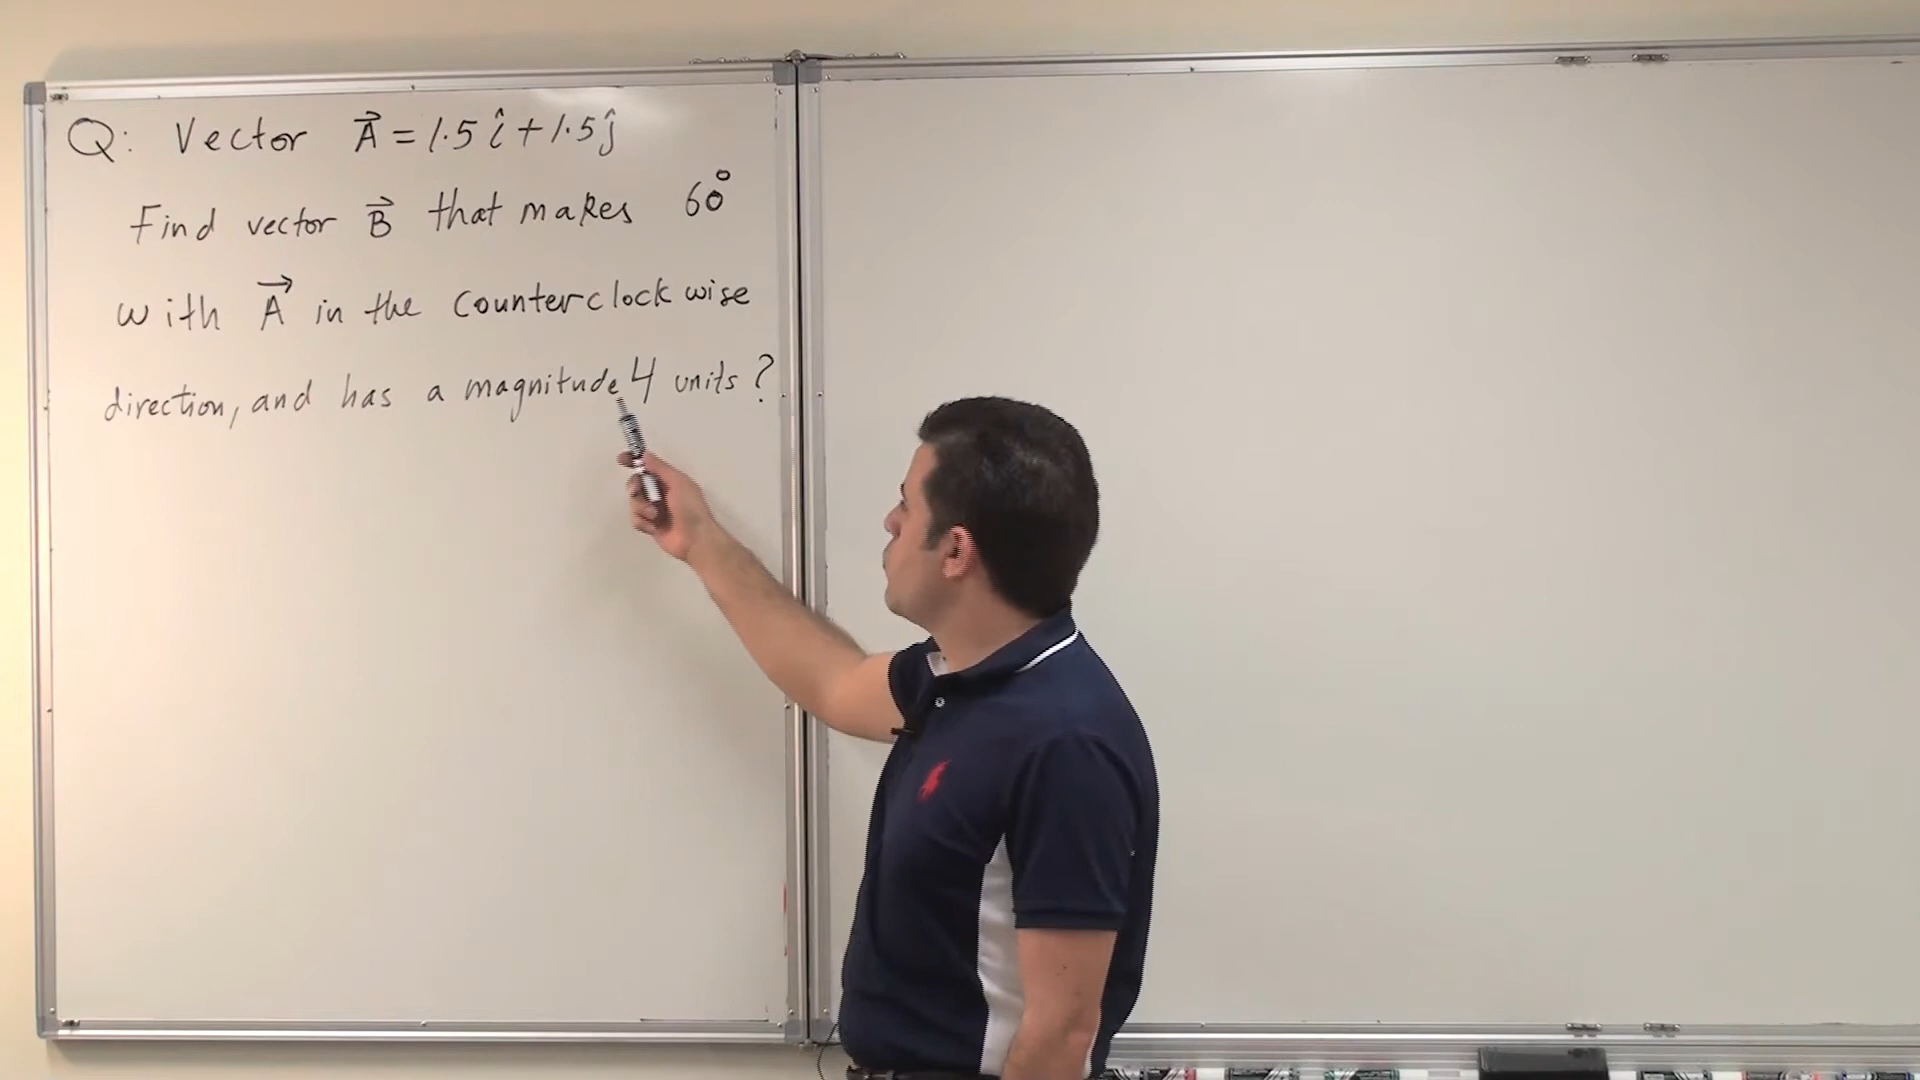 Q: Vector A⃗ = 1.5 î + 1.5 ĵ
Find vector B⃗ that makes 60°
with A⃗ in the counterclockwise
direction, and has a magnitude 4 units?